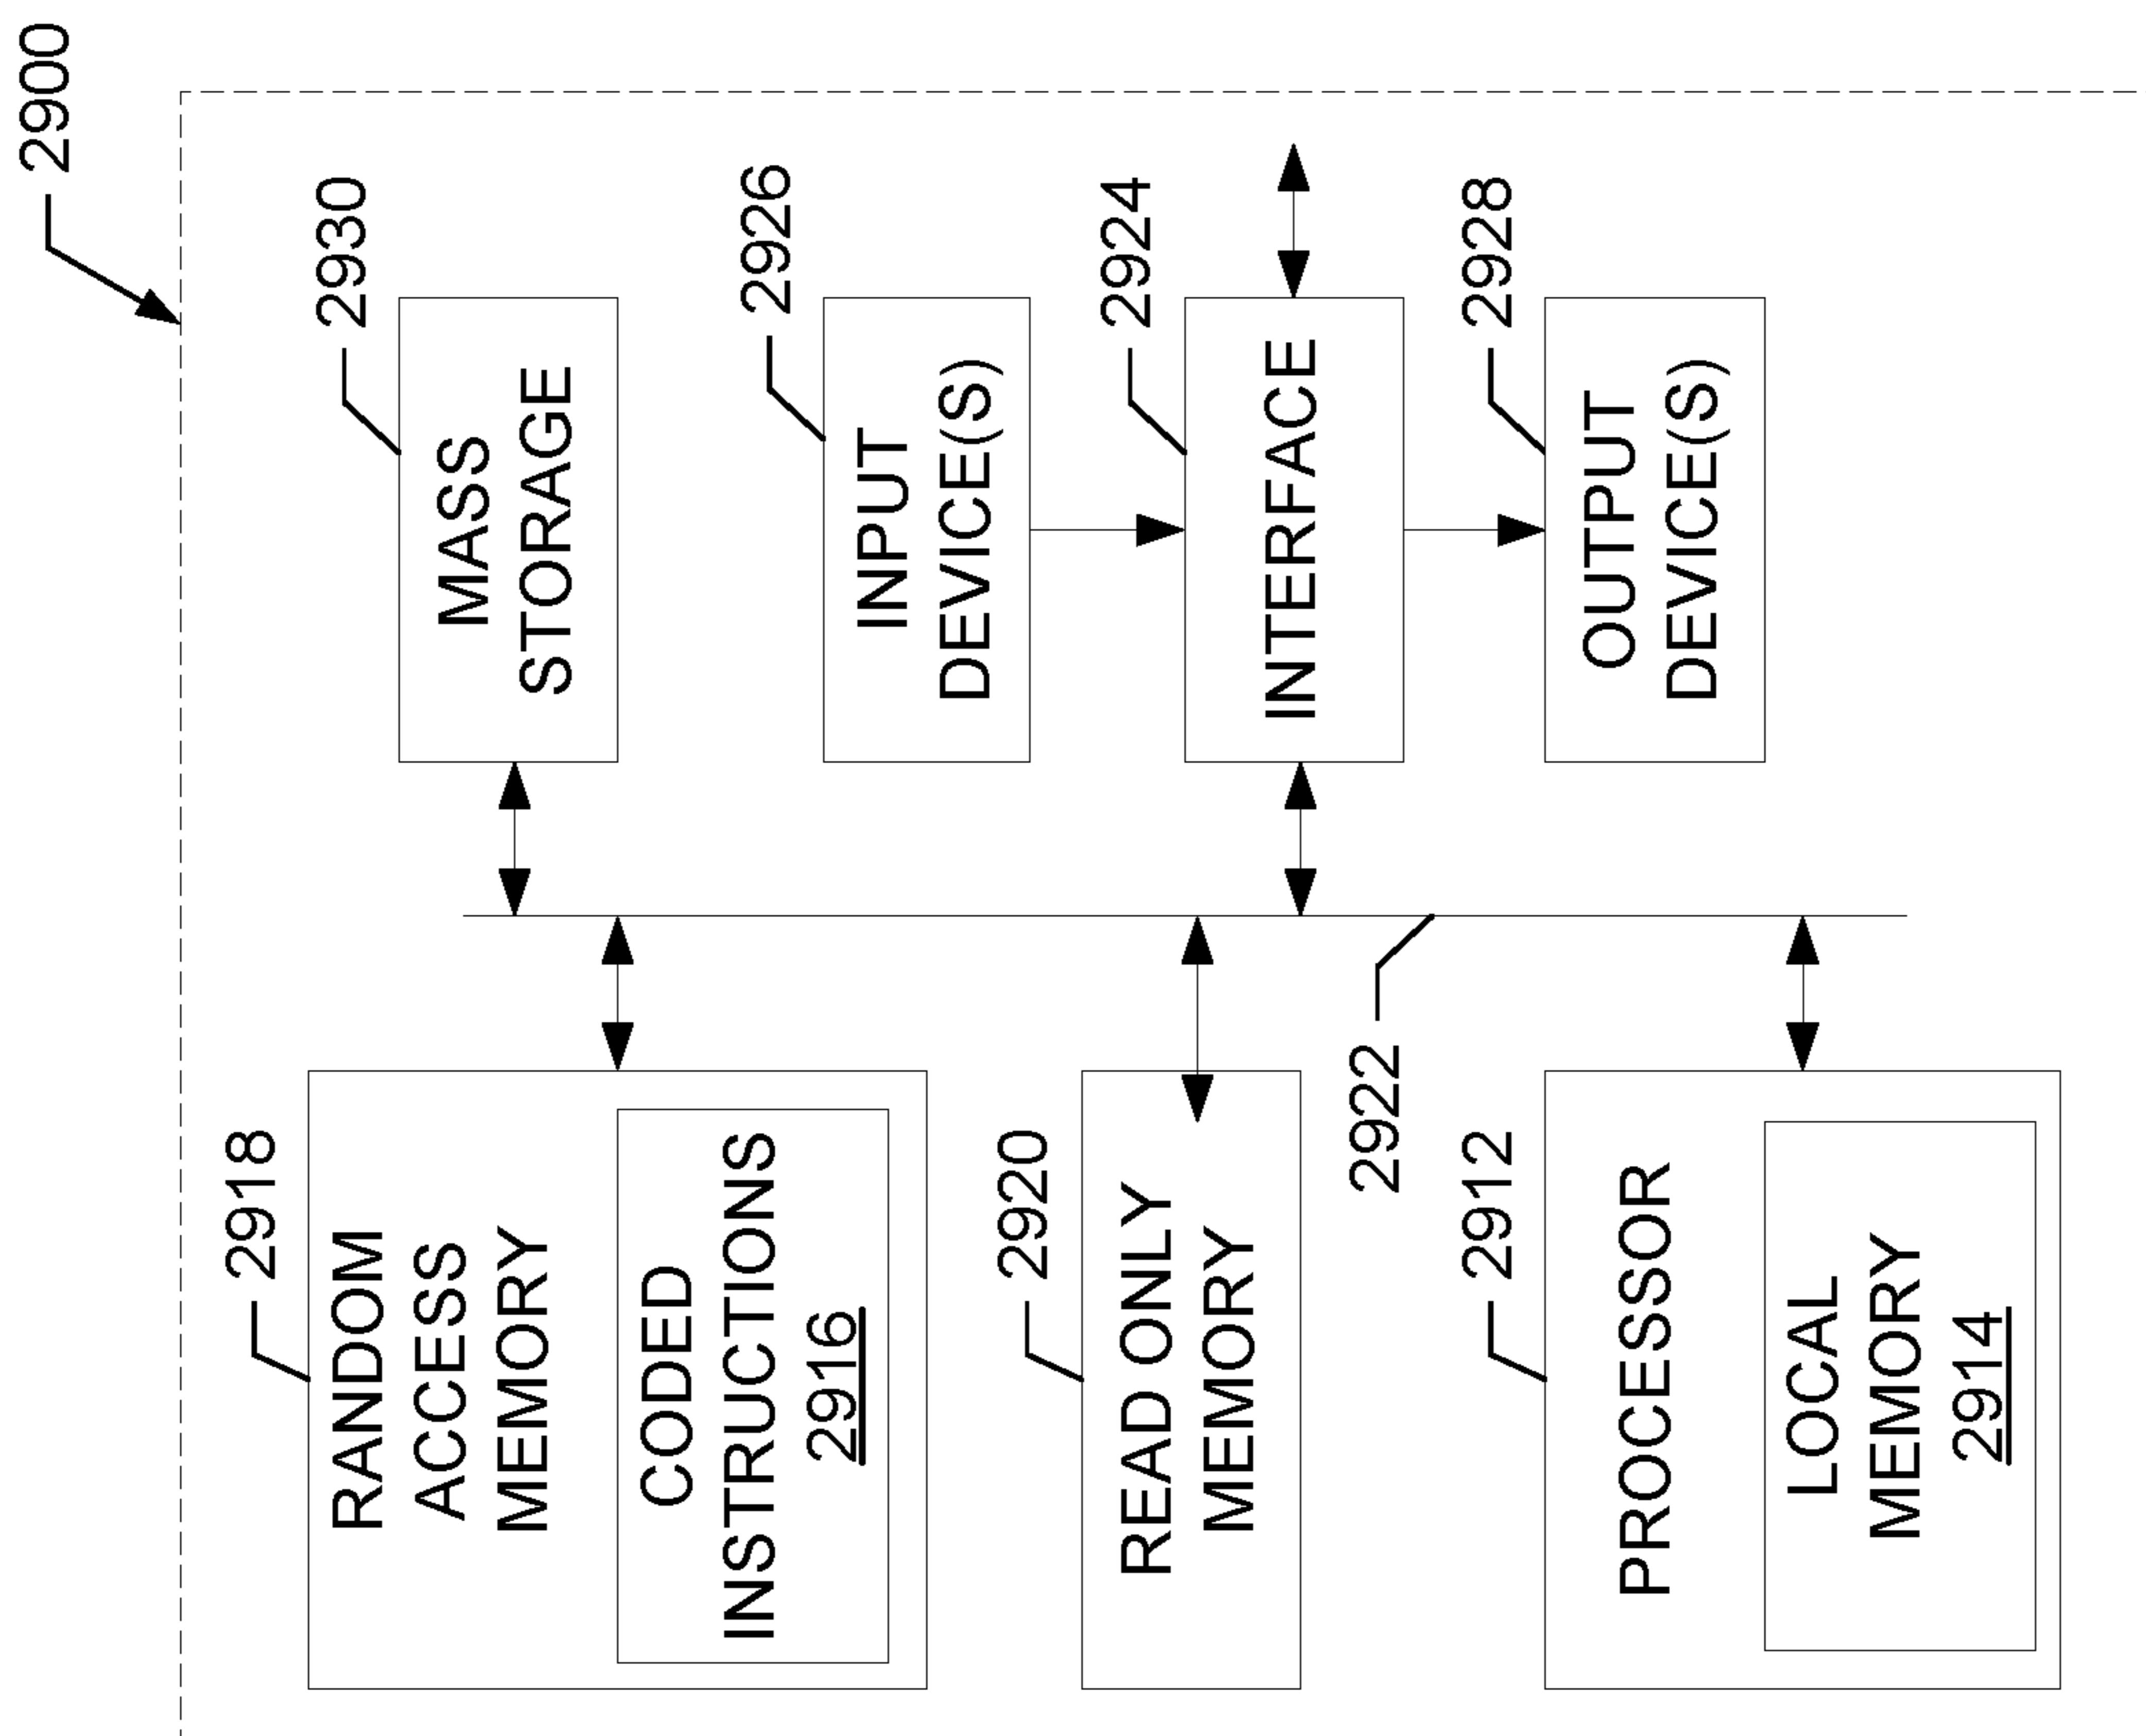 2900
2918
RANDOM
ACCESS
MEMORY
CODED
INSTRUCTIONS
2916
2930
MASS
STORAGE
2926
INPUT
DEVICE(S)
2920
READ ONLY
MEMORY
2924
INTERFACE
2922
2912
PROCESSOR
LOCAL
MEMORY
2914
2928
OUTPUT
DEVICE(S)